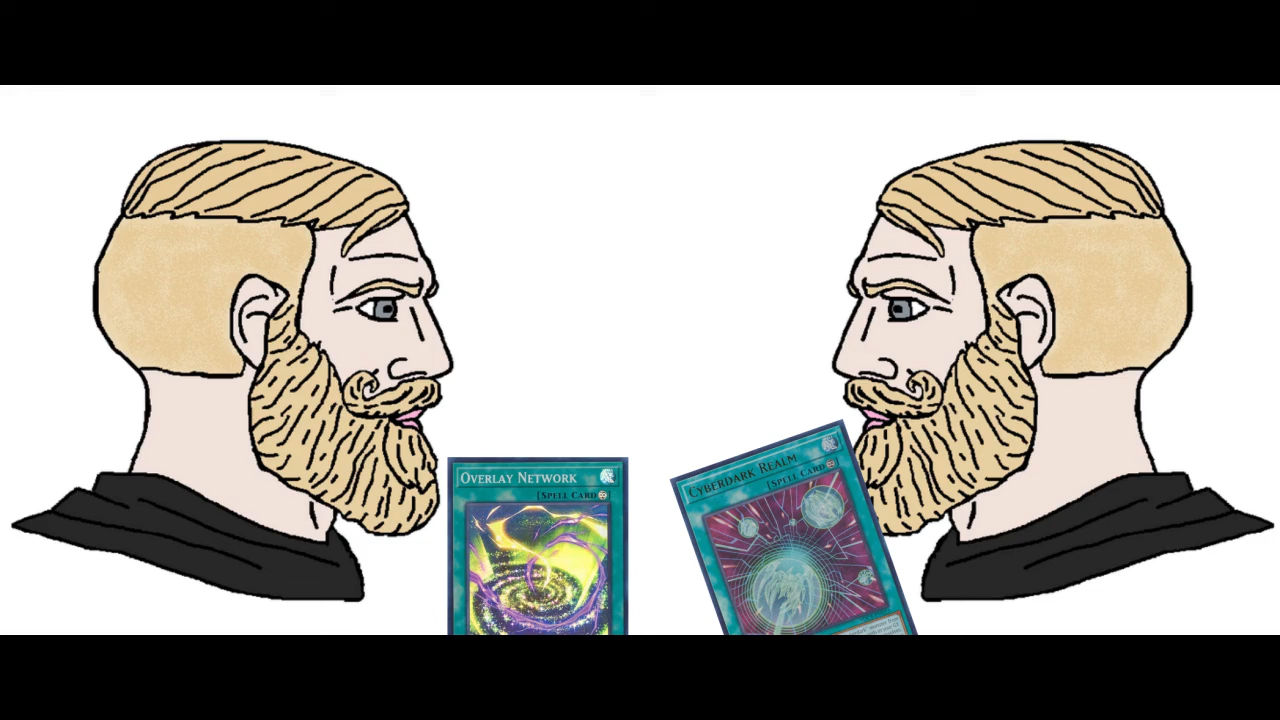 OVERLAY NETWORK
[SPELL CARD
CYBERDARK REALM
[SPELL CARD